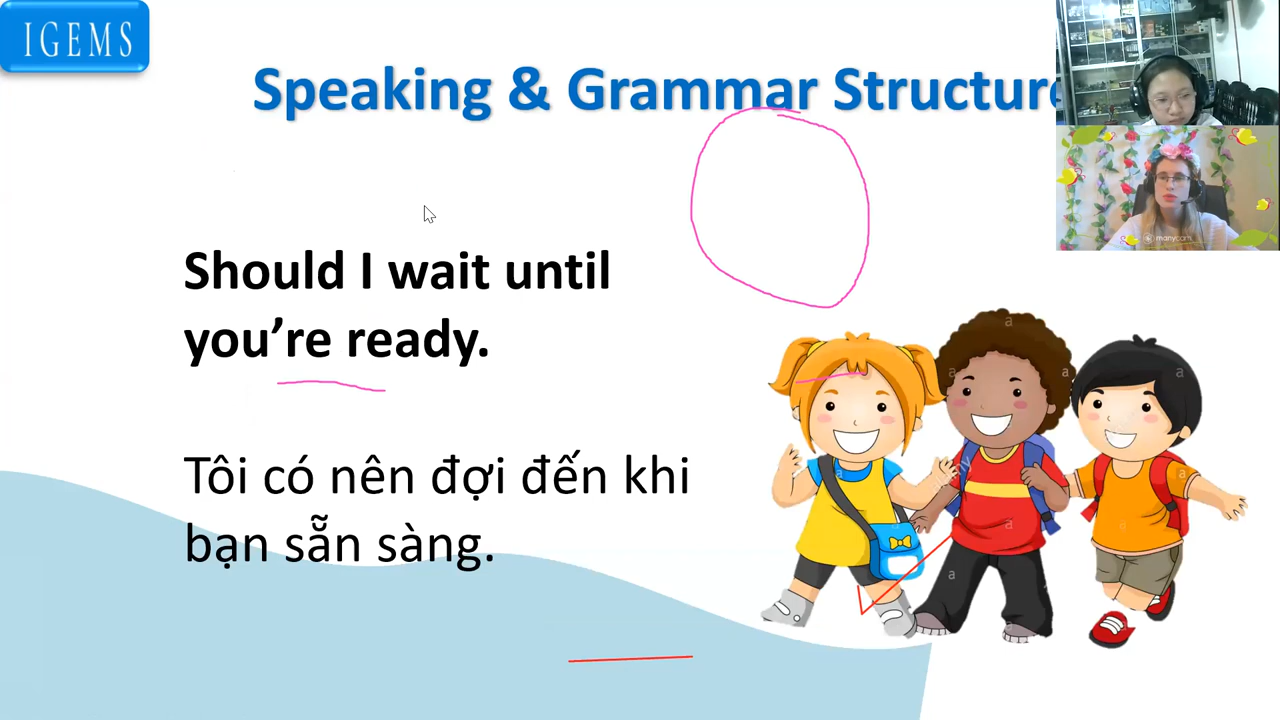 IGEMS
Speaking & Grammar Structure
Should I wait until
you're ready.
Tôi có nên đợi đến khi
bạn sẵn sàng.
manycam